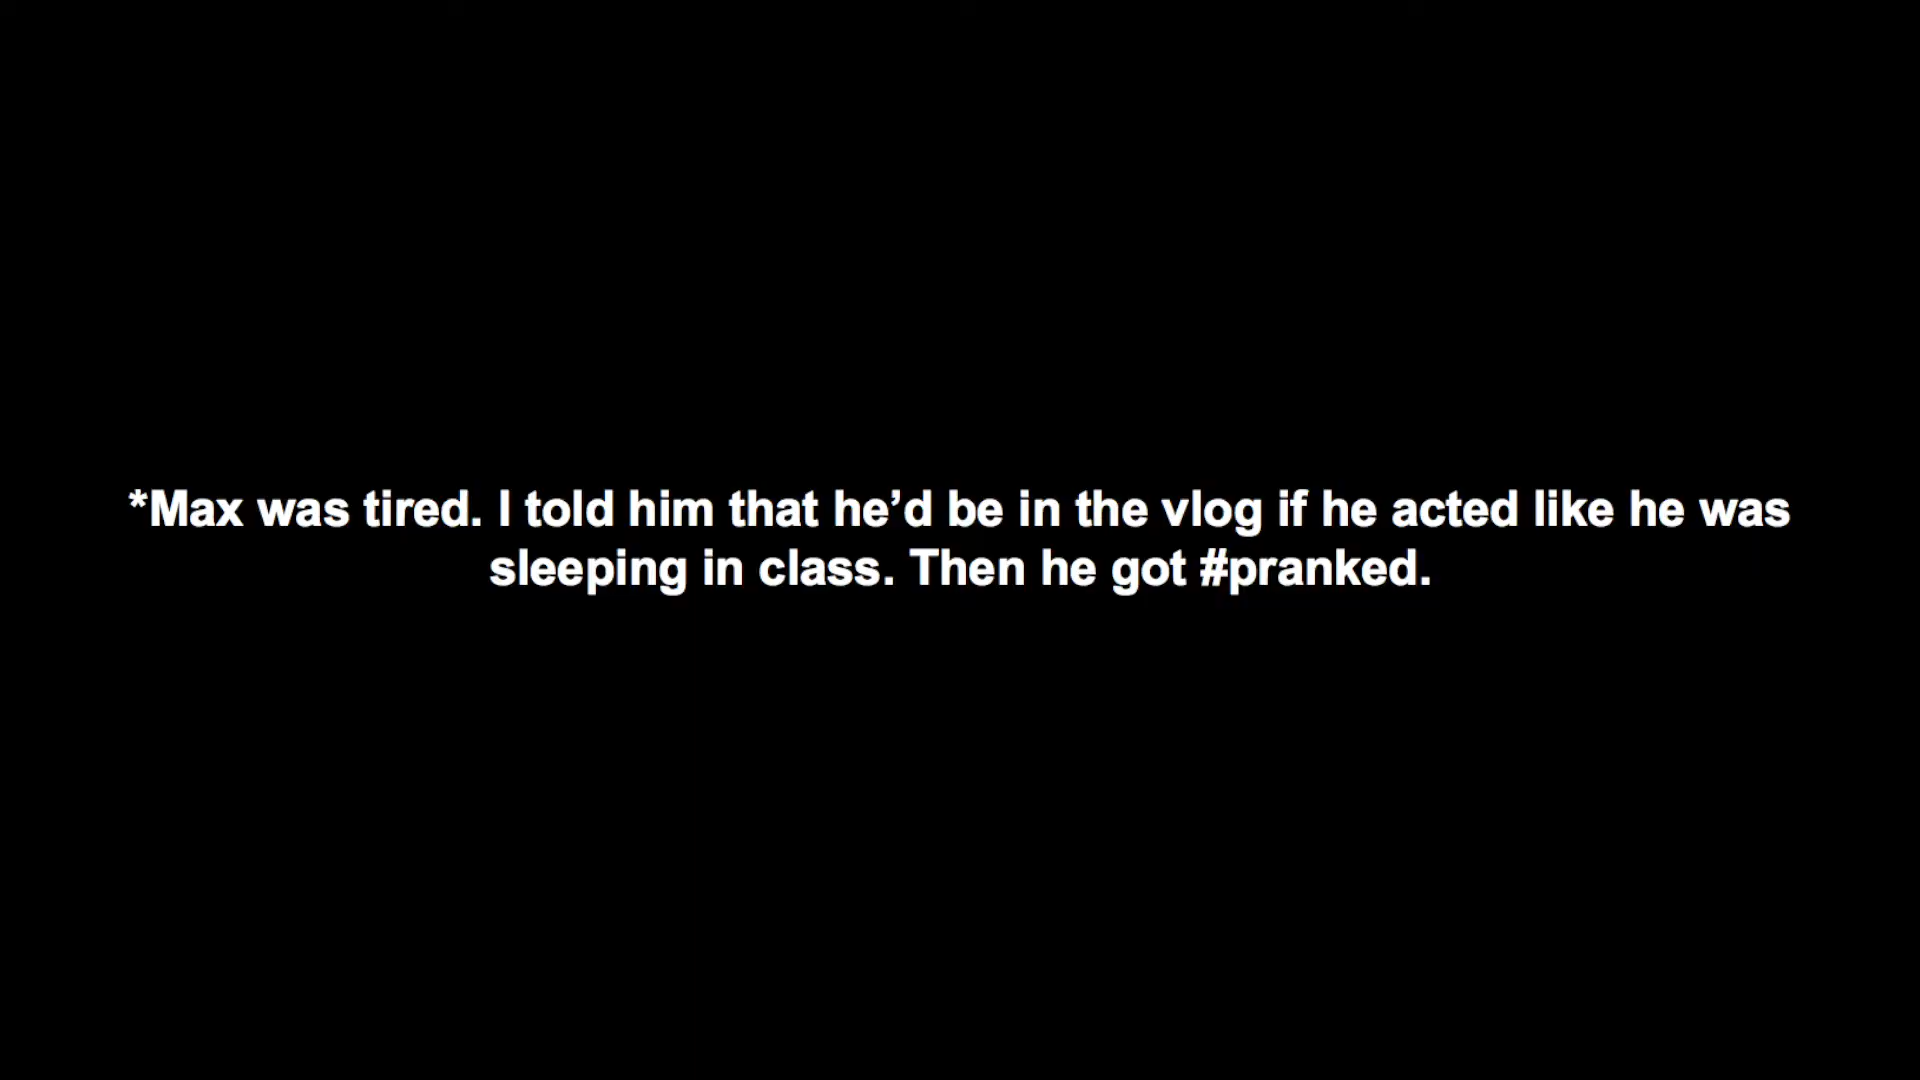 *Max was tired. I told him that he’d be in the vlog if he acted like he was
sleeping in class. Then he got #pranked.